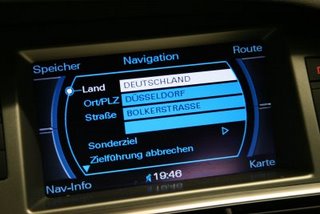 Speicher Navigation Route
Land DEUTSCHLAND
Ort/PLZ DÜSSELDORF
Straße BOLKERSTRASSE
Sonderziel
Zielführung abbrechen
Nav-Info 19:46 Karte